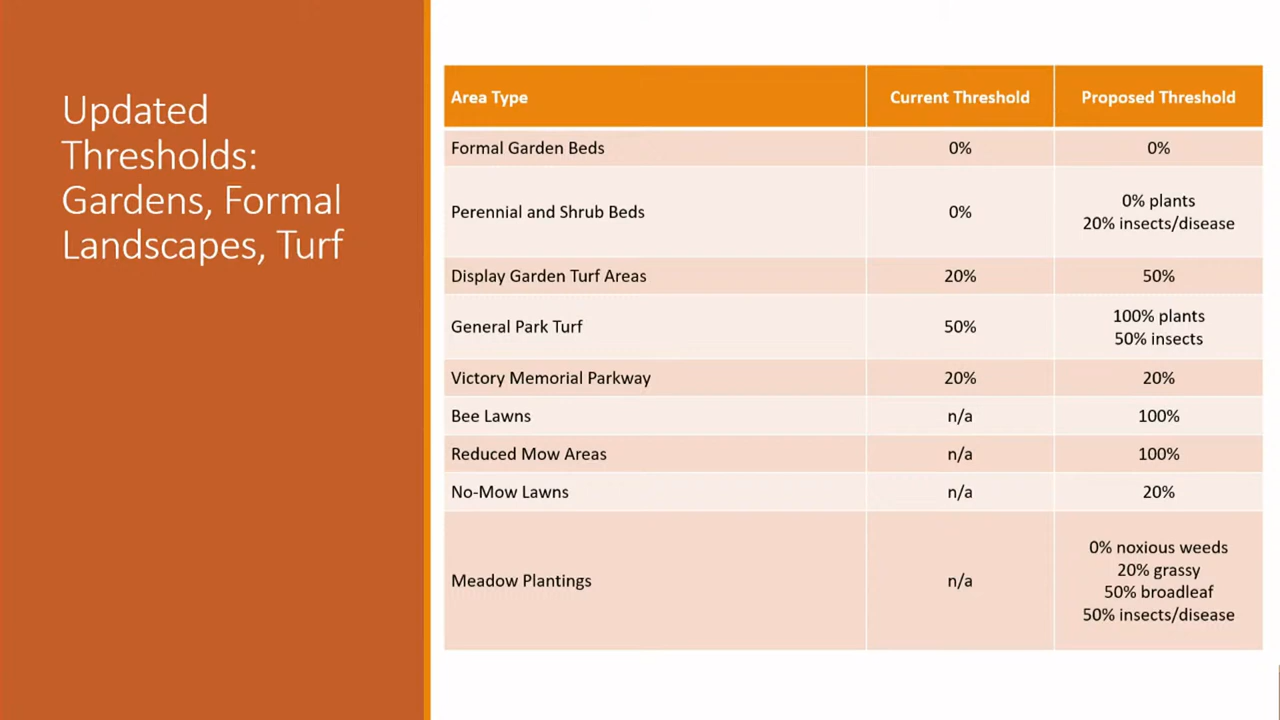 Updated
Thresholds:
Gardens, Formal
Landscapes, Turf
Area Type Current Threshold Proposed Threshold
Formal Garden Beds 0% 0%
Perennial and Shrub Beds 0% 0% plants
20% insects/disease
Display Garden Turf Areas 20% 50%
General Park Turf 50% 100% plants
50% insects
Victory Memorial Parkway 20% 20%
Bee Lawns n/a 100%
Reduced Mow Areas n/a 100%
No-Mow Lawns n/a 20%
Meadow Plantings n/a 0% noxious weeds
20% grassy
50% broadleaf
50% insects/disease